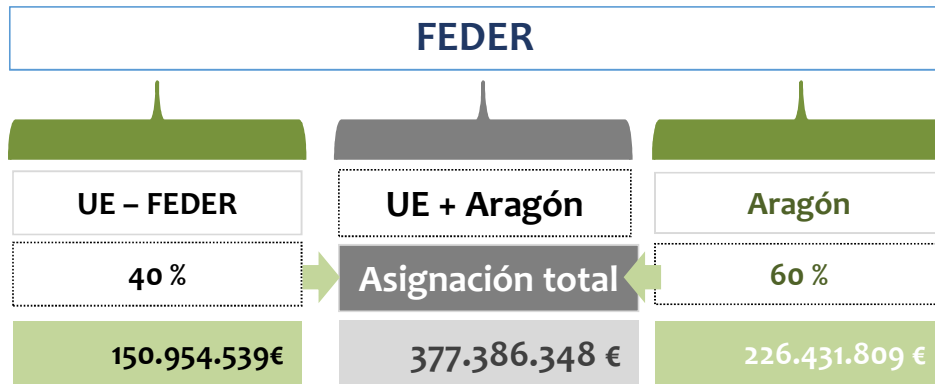 FEDER
UE – FEDER
UE + Aragón
Aragón
40 %
Asignación total
60 %
150.954.539€
377.386.348 €
226.431.809 €